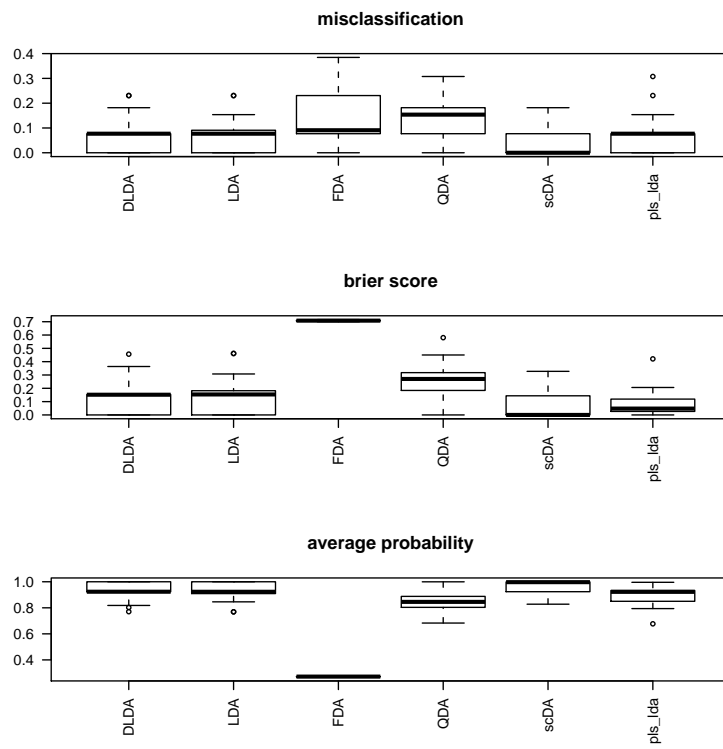 misclassification
0.4
0.3
0.2
0.1
0.0
DLDA
LDA
FDA
QDA
scDA
pls_lda
brier score
0.7
0.6
0.5
0.4
0.3
0.2
0.1
0.0
DLDA
LDA
FDA
QDA
scDA
pls_lda
average probability
1.0
0.8
0.6
0.4
DLDA
LDA
FDA
QDA
scDA
pls_lda